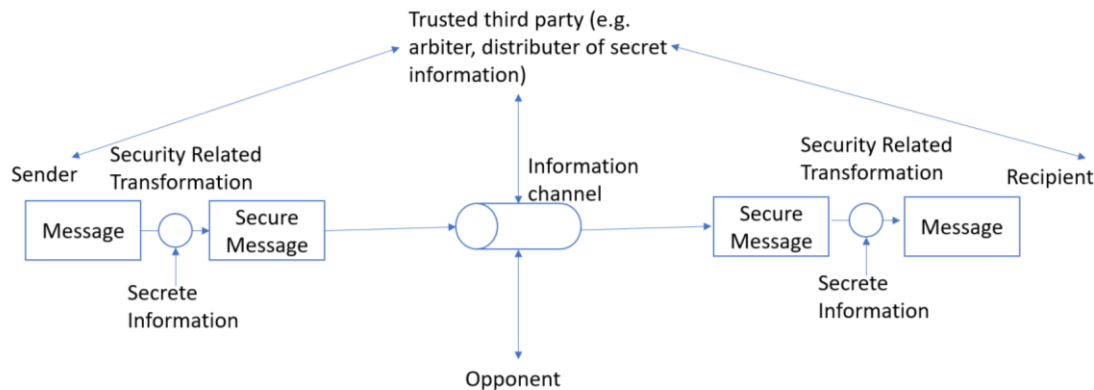 Trusted third party (e.g.
arbiter, distributer of secret
information)
Sender
Security Related
Transformation
Information
channel
Security Related
Transformation
Recipient
Message
Secure
Message
Secure
Message
Message
Secrete
Information
Secrete
Information
Opponent